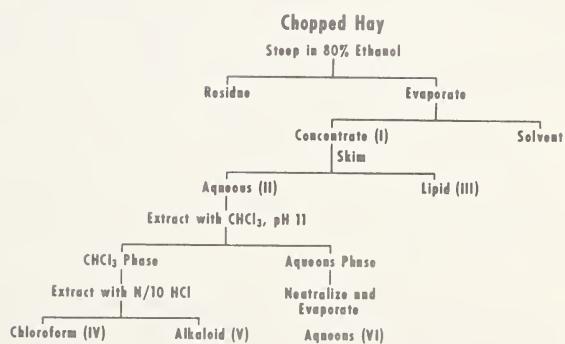 Chopped Hay
Steep in 80% Ethanol
Residue Evaporate
Concentrate (I) Solvent
Skim
Aqueous (II) Lipid (III)
Extract with CHCl₃, pH 11
CHCl₃ Phase Aqueous Phase
Extract with N/10 HCl Neutralize and
Evaporate
Chloroform (IV) Alkaloid (V) Aqueous (VI)